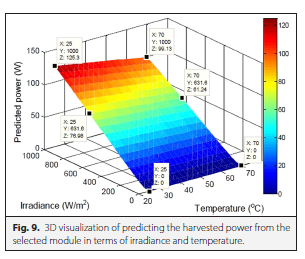 X: 25
Y: 1000
Z: 125.3
X: 70
Y: 1000
Z: 99.13
X: 25
Y: 631.6
Z: 76.98
X: 70
Y: 631.6
Z: 61.24
X: 25
Y: 0
Z: 0
X: 70
Y: 0
Z: 0
Predicted power (W)
150
100
50
0
1000
800
600
400
200
0
20
30
40
50
60
70
Irradiance (W/m²)
Temperature (°C)
120
100
80
60
40
20
0
Fig. 9. 3D visualization of predicting the harvested power from the
selected module in terms of irradiance and temperature.